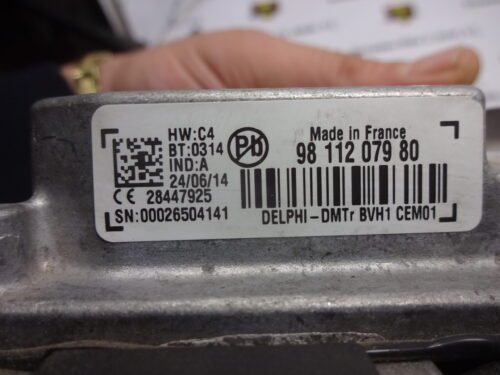 HW:C4
BT:0314
IND:A
24/06/14
CE 28447925
SN:00026504141
Pb
Made in France
98 112 079 80
DELPHI-DMTr BVH1 CEM01